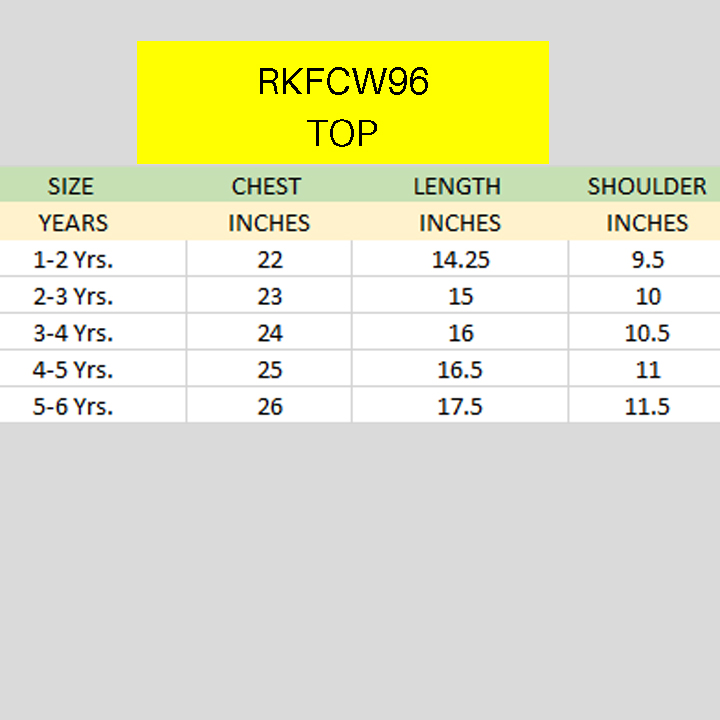 RKFCW96
TOP
SIZE CHEST LENGTH SHOULDER
YEARS INCHES INCHES INCHES
1-2 Yrs. 22 14.25 9.5
2-3 Yrs. 23 15 10
3-4 Yrs. 24 16 10.5
4-5 Yrs. 25 16.5 11
5-6 Yrs. 26 17.5 11.5